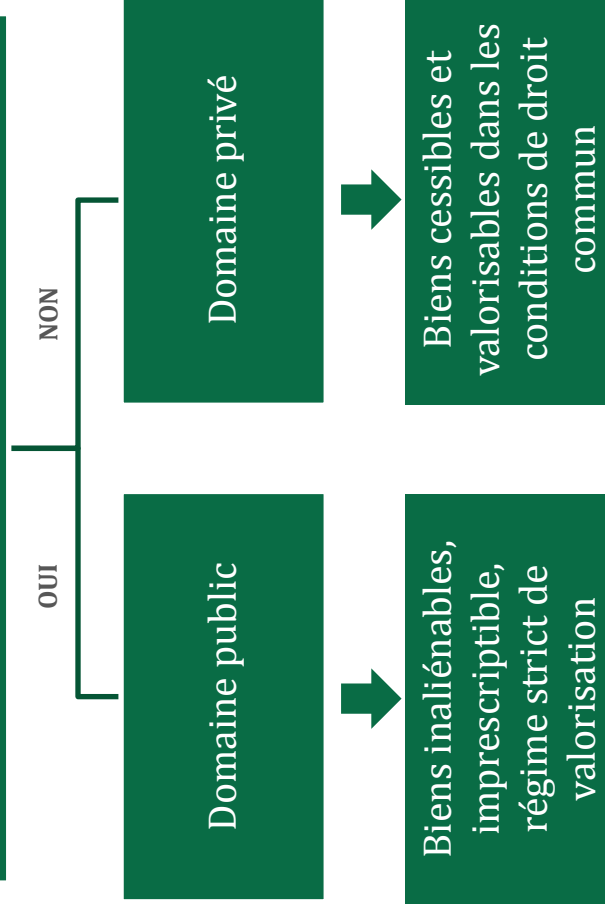 OUI
NON
Domaine public
Domaine privé
Biens inaliénables,
imprescriptible,
régime strict de
valorisation
Biens cessibles et
valorisables dans les
conditions de droit
commun